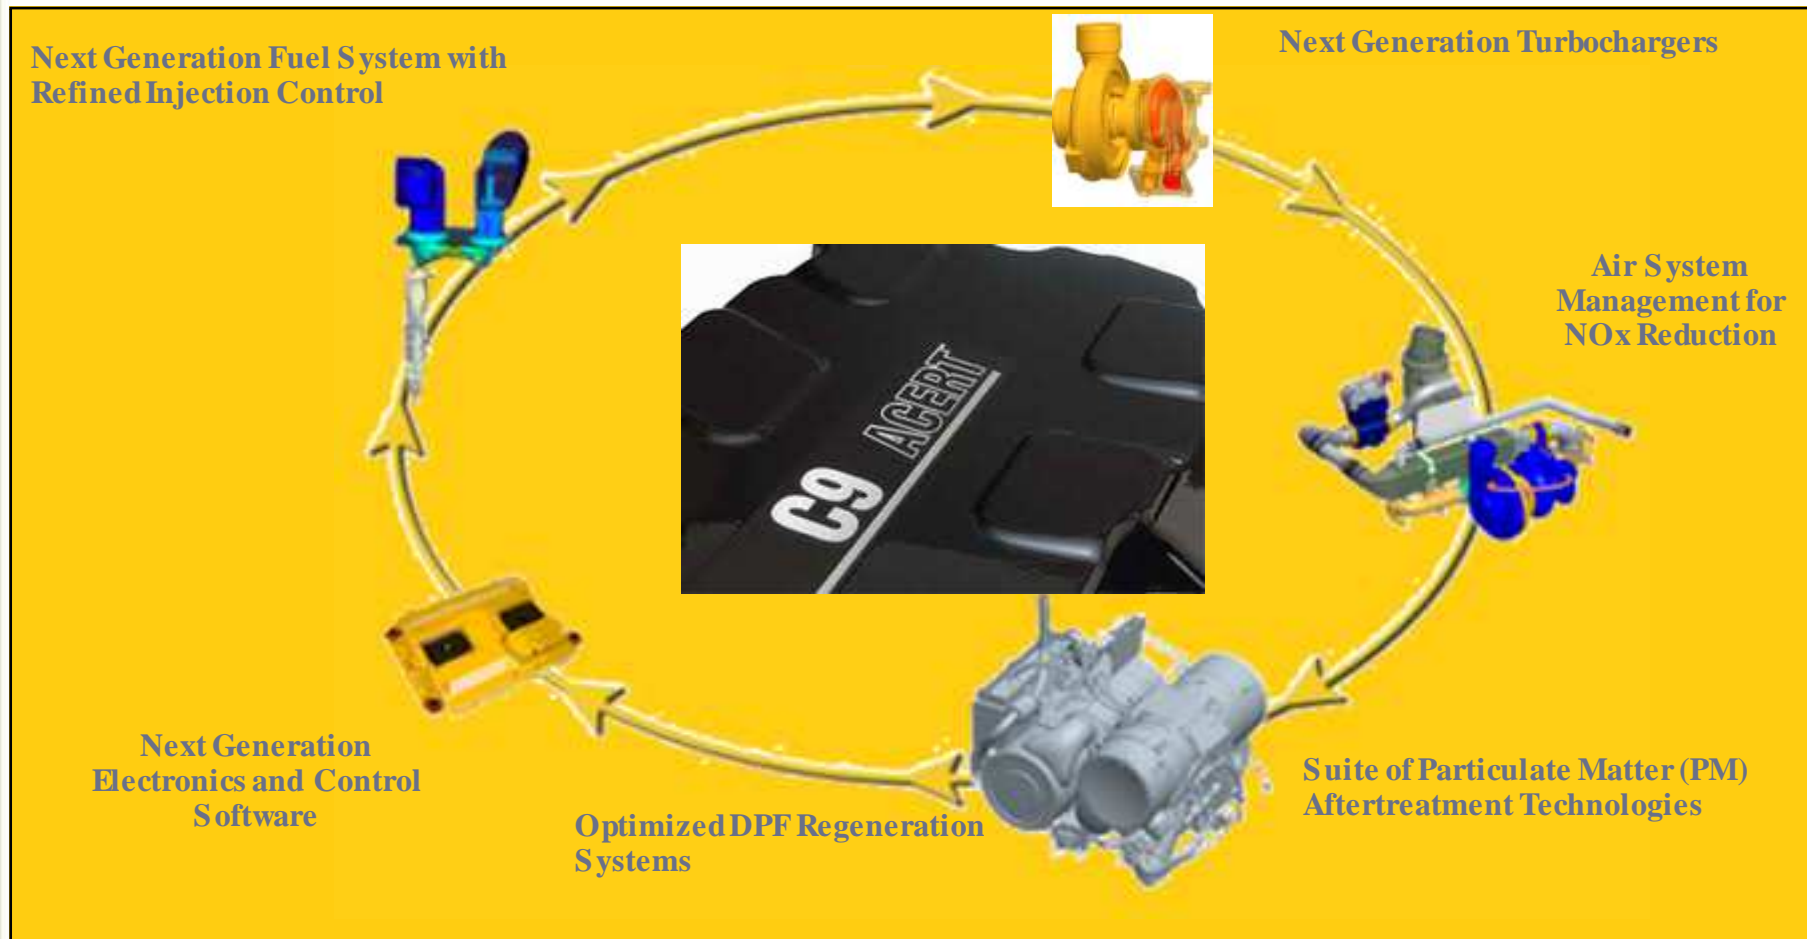 Next Generation Fuel System with
Refined Injection Control
Next Generation Turbochargers
Air System
Management for
NOx Reduction
C9 ACERT
Next Generation
Electronics and Control
Software
Optimized DPF Regeneration
Systems
Suite of Particulate Matter (PM)
Aftertreatment Technologies